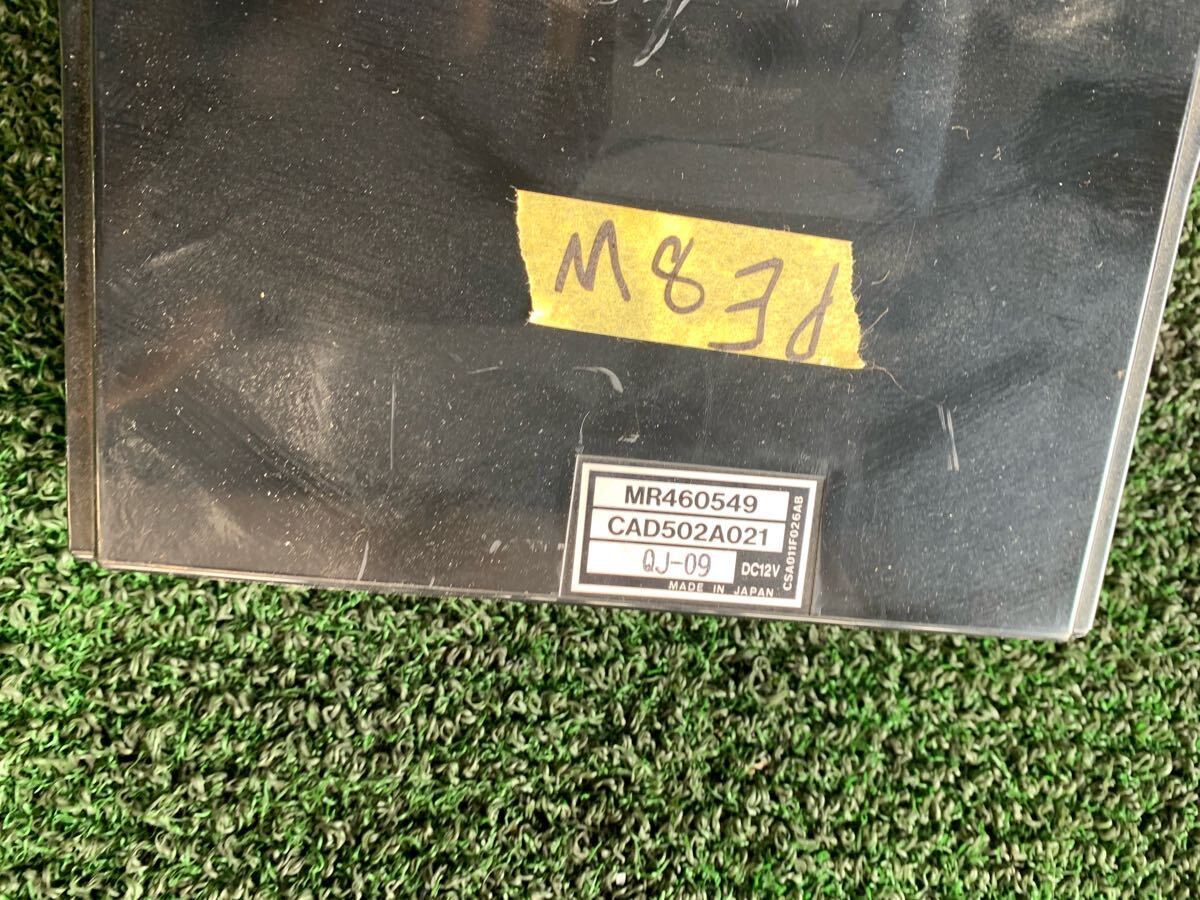 PE8W
MR460549
CAD502A021
QJ-09 DC12V
MADE IN JAPAN
CSA011F026AB